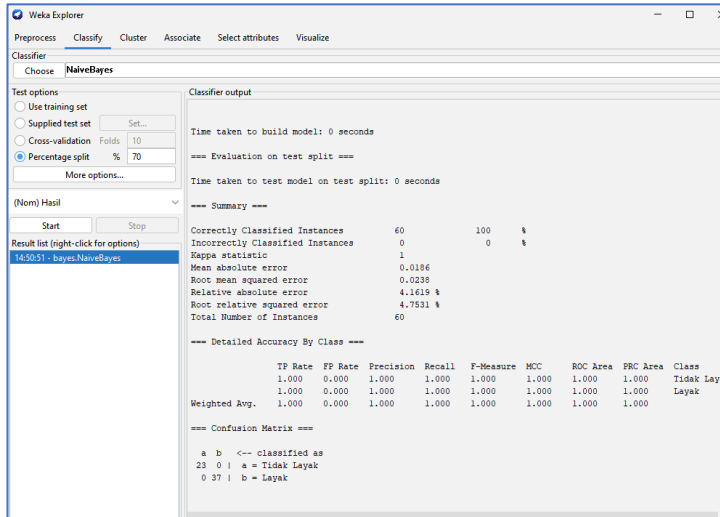 Weka Explorer
Preprocess Classify Cluster Associate Select attributes Visualize
Classifier
Choose NaiveBayes
Test options
Use training set
Supplied test set Set...
Cross-validation Folds 10
Percentage split % 70
More options...
(Nom) Hasil
Start Stop
Result list (right-click for options)
14:50:51 - bayes.NaiveBayes
Classifier output
Time taken to build model: 0 seconds
=== Evaluation on test split ===
Time taken to test model on test split: 0 seconds
=== Summary ===
Correctly Classified Instances 60 100 %
Incorrectly Classified Instances 0 0 %
Kappa statistic 1
Mean absolute error 0.0186
Root mean squared error 0.0238
Relative absolute error 4.1619 %
Root relative squared error 4.7531 %
Total Number of Instances 60
=== Detailed Accuracy By Class ===
TP Rate FP Rate Precision Recall F-Measure MCC ROC Area PRC Area Class
1.000 0.000 1.000 1.000 1.000 1.000 1.000 1.000 Tidak Lay
1.000 0.000 1.000 1.000 1.000 1.000 1.000 1.000 Layak
Weighted Avg. 1.000 0.000 1.000 1.000 1.000 1.000 1.000 1.000
=== Confusion Matrix ===
a b <-- classified as
23 0 | a = Tidak Layak
0 37 | b = Layak